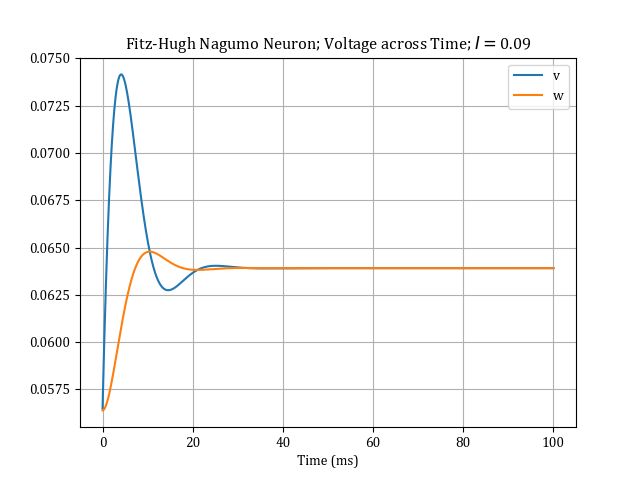 Fitz-Hugh Nagumo Neuron; Voltage across Time; I = 0.09
0.0750
0.0725
0.0700
0.0675
0.0650
0.0625
0.0600
0.0575
v
w
0 20 40 60 80 100
Time (ms)